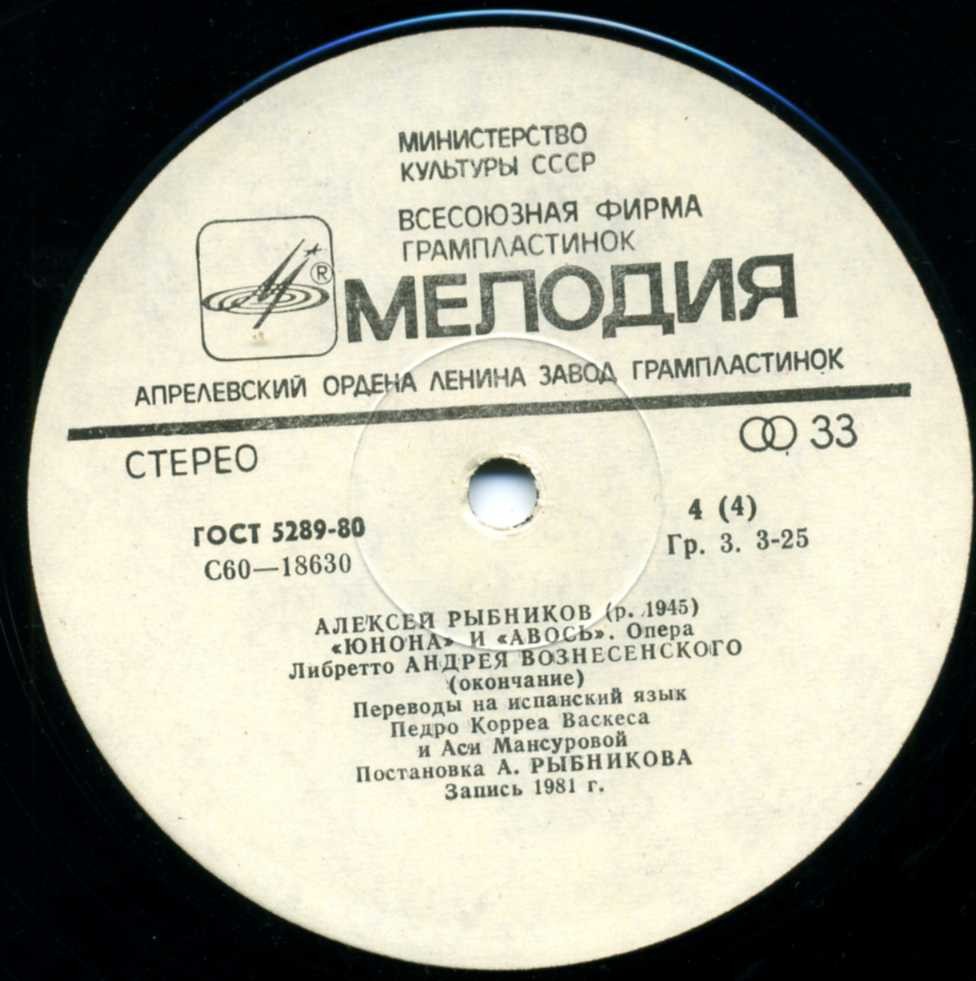 МИНИСТЕРСТВО
КУЛЬТУРЫ СССР
ВСЕСОЮЗНАЯ ФИРМА
ГРАМПЛАСТИНОК
®
МЕЛОДИЯ
АПРЕЛЕВСКИЙ ОРДЕНА ЛЕНИНА ЗАВОД ГРАМПЛАСТИНОК
СТЕРЕО
33
ГОСТ 5289-80
С60—18630
4 (4)
Гр. 3. 3-25
АЛЕКСЕЙ РЫБНИКОВ (р. 1945)
«ЮНОНА» И «АВОСЬ». Опера
Либретто АНДРЕЯ ВОЗНЕСЕНСКОГО
(окончание)
Переводы на испанский язык
Педро Корреа Васкеса
и Аси Мансуровой
Постановка А. РЫБНИКОВА
Запись 1981 г.